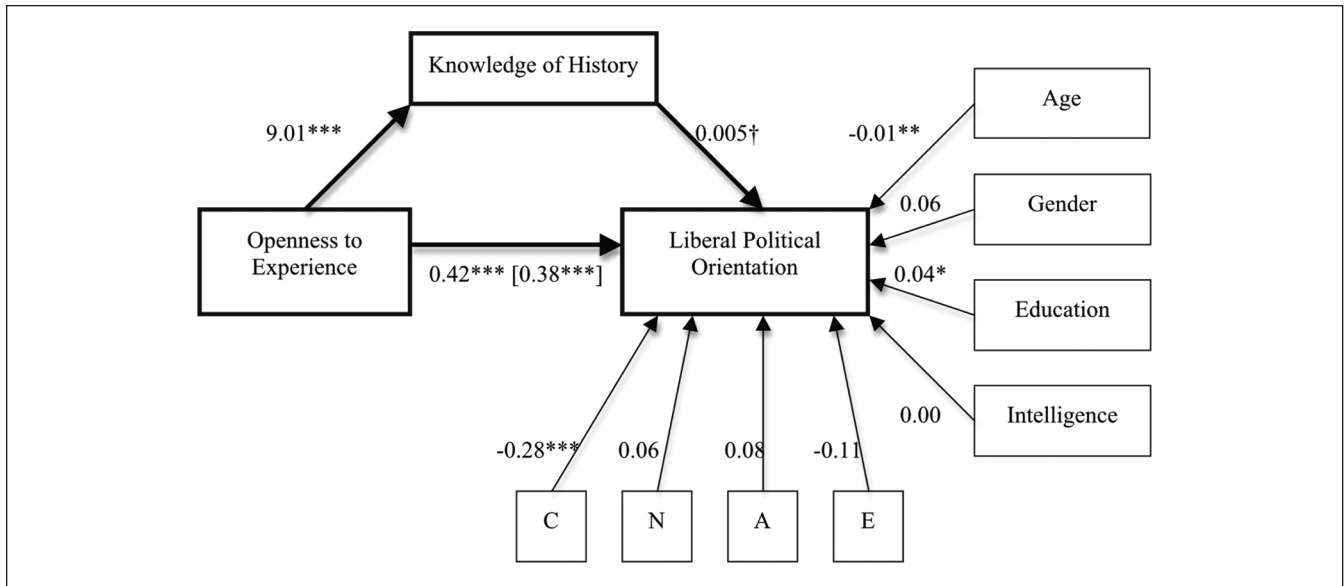 Knowledge of History
9.01***
0.005†
-0.01**
Age
0.06
Gender
Openness to
Experience
0.42*** [0.38***]
Liberal Political
Orientation
0.04*
Education
0.00
Intelligence
-0.28***
0.06
0.08
-0.11
C
N
A
E